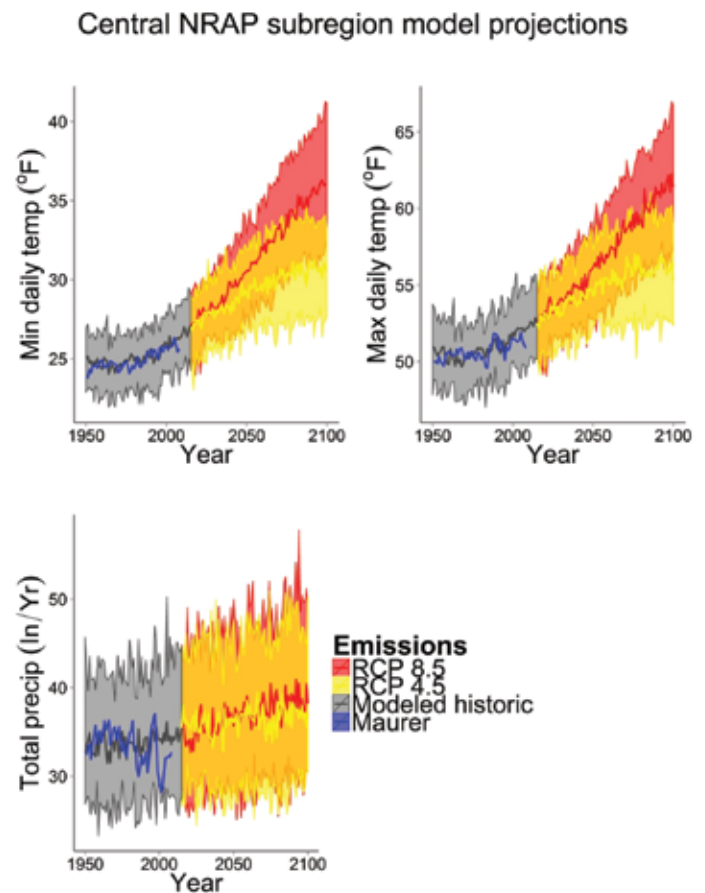 Central NRAP subregion model projections
Min daily temp (°F)
40
35
30
25
1950 2000 2050 2100
Year
Max daily temp (°F)
65
60
55
50
1950 2000 2050 2100
Year
Total precip (In/Yr)
50
40
30
1950 2000 2050 2100
Year
Emissions
RCP 8.5
RCP 4.5
Modeled historic
Maurer